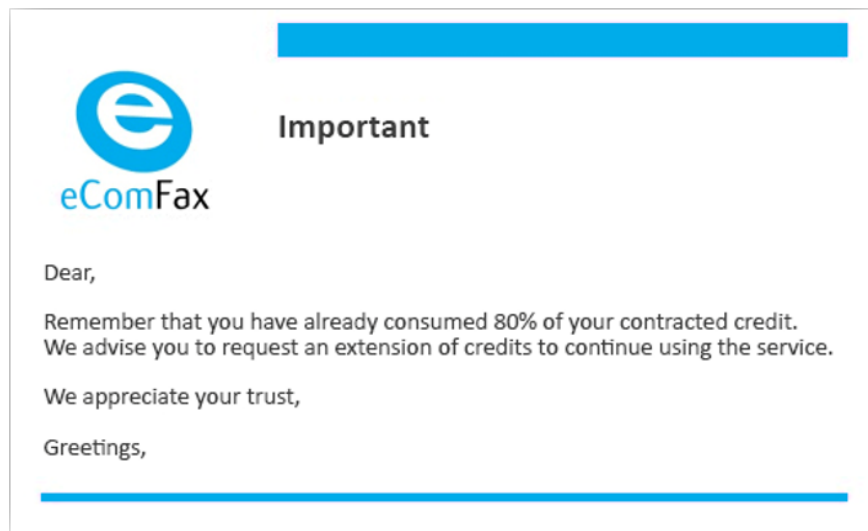 eComFax
Important
Dear,
Remember that you have already consumed 80% of your contracted credit.
We advise you to request an extension of credits to continue using the service.
We appreciate your trust,
Greetings,